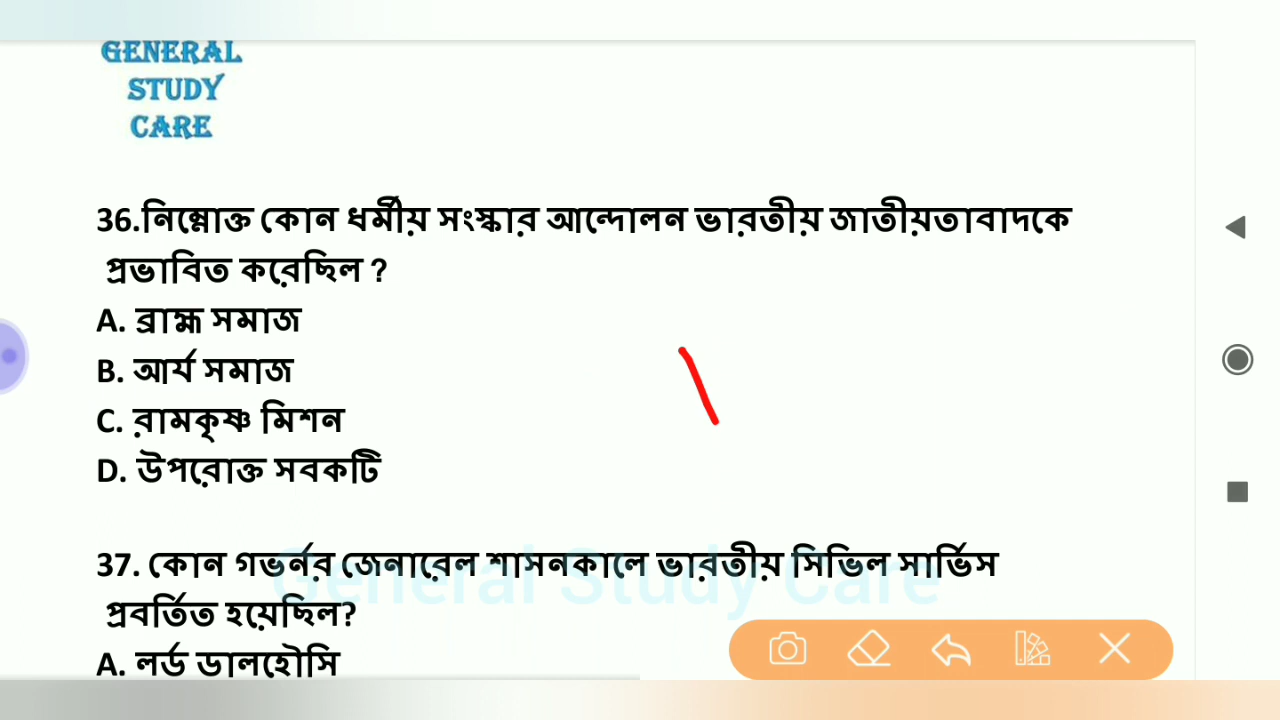 GENERAL
STUDY
CARE
36.নিম্নোক্ত কোন ধর্মীয় সংস্কার আন্দোলন ভারতীয় জাতীয়তাবাদকে
প্রভাবিত করেছিল ?
A. ব্রাহ্ম সমাজ
B. আর্য সমাজ
C. রামকৃষ্ণ মিশন
D. উপরোক্ত সবকটি
37. কোন গভর্নর জেনারেল শাসনকালে ভারতীয় সিভিল সার্ভিস
General Study Care
প্রবর্তিত হয়েছিল?
A. লর্ড ডালহৌসি